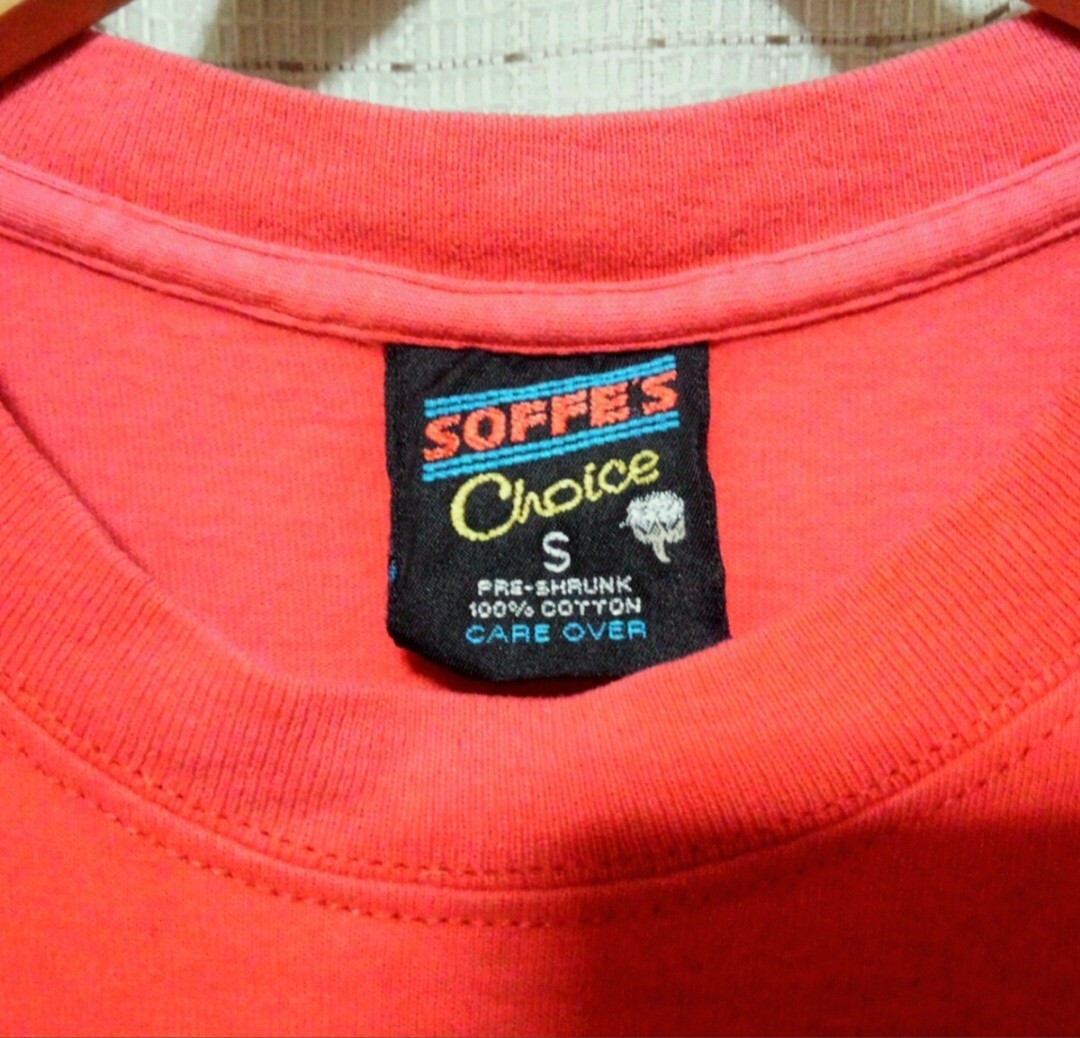 SOFFE'S
Choice
S
PRE-SHRUNK
100% COTTON
CARE OVER